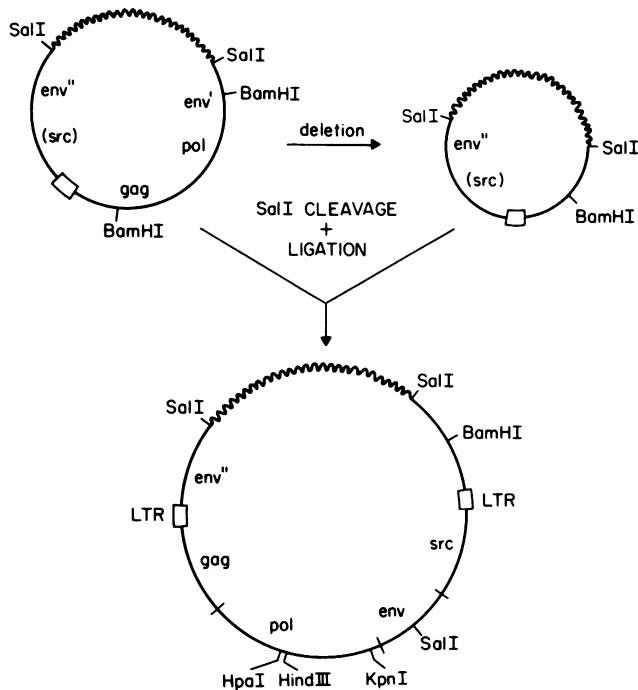 SalI
SalI
env"
env'
BamHI
(src)
pol
gag
BamHI
deletion
SalI
env"
SalI
(src)
BamHI
SalI CLEAVAGE
+
LIGATION
SalI
SalI
BamHI
env"
LTR
LTR
gag
src
pol
env
SalI
HpaI
HindIII
KpnI